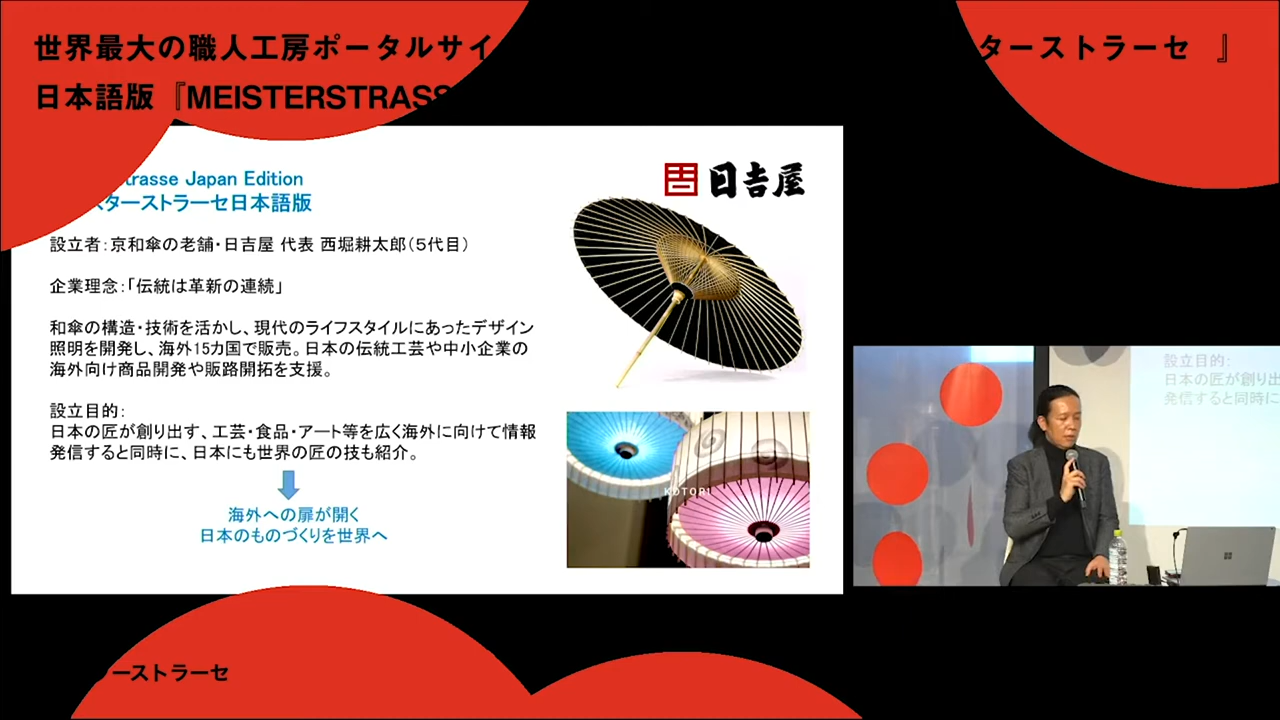 世界最大の職人工房ポータルサイ
ターストラーセ 』
日本語版『MEISTERSTRASS
trasse Japan Edition
スターストラーセ日本語版
日吉屋
設立者：京和傘の老舗・日吉屋 代表 西堀耕太郎（5代目）
企業理念：「伝統は革新の連続」
和傘の構造・技術を活かし、現代のライフスタイルにあったデザイン
照明を開発し、海外15カ国で販売。日本の伝統工芸や中小企業の
海外向け商品開発や販路開拓を支援。
設立目的：
日本の匠が創り出す、工芸・食品・アート等を広く海外に向けて情報
発信すると同時に、日本にも世界の匠の技も紹介。
海外への扉が開く
日本のものづくりを世界へ
KOTORI
設立目的：
日本の匠が創り出
発信すると同時に
ーストラーセ